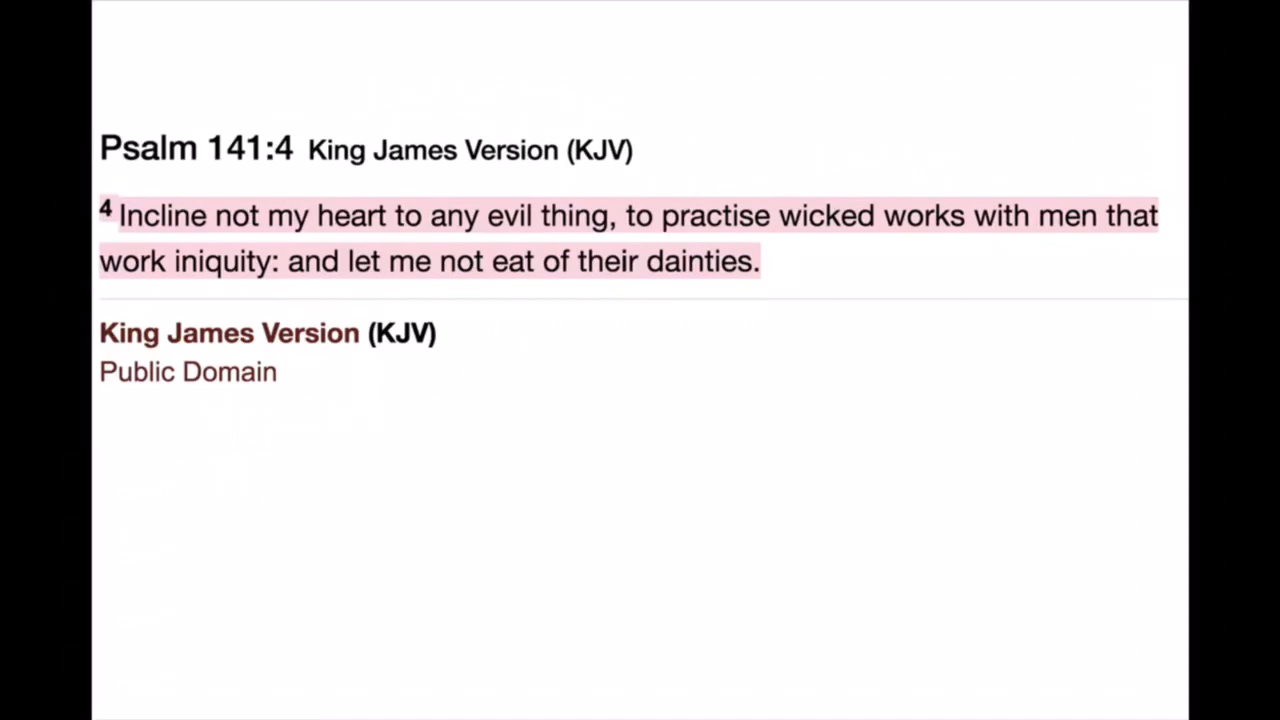 Psalm 141:4 King James Version (KJV)
4 Incline not my heart to any evil thing, to practise wicked works with men that
work iniquity: and let me not eat of their dainties.
King James Version (KJV)
Public Domain